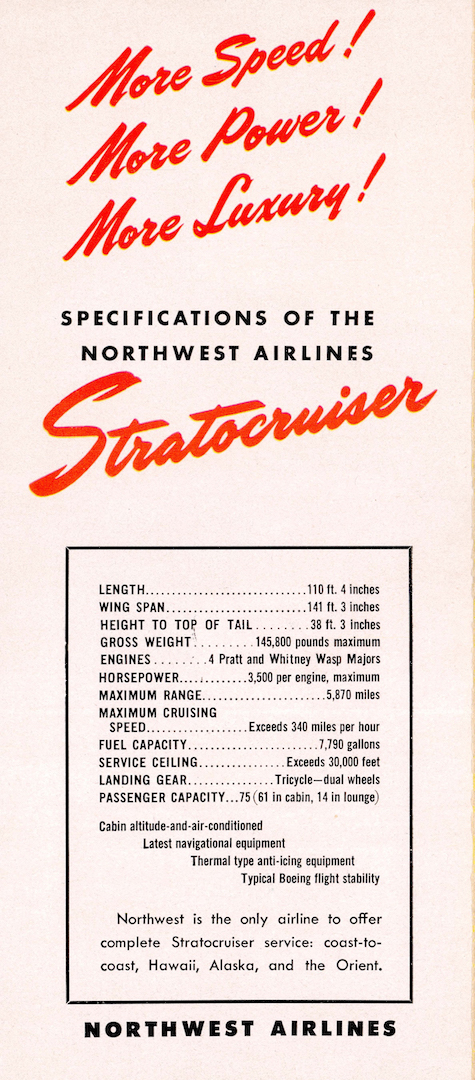 More Speed!
More Power!
More Luxury!
SPECIFICATIONS OF THE
NORTHWEST AIRLINES
Stratocruiser
LENGTH..............................110 ft. 4 inches
WING SPAN..........................141 ft. 3 inches
HEIGHT TO TOP OF TAIL........38 ft. 3 inches
GROSS WEIGHT..........145,800 pounds maximum
ENGINES........4 Pratt and Whitney Wasp Majors
HORSEPOWER.............3,500 per engine, maximum
MAXIMUM RANGE.......................5,870 miles
MAXIMUM CRUISING
SPEED...................Exceeds 340 miles per hour
FUEL CAPACITY........................7,790 gallons
SERVICE CEILING...............Exceeds 30,000 feet
LANDING GEAR................Tricycle—dual wheels
PASSENGER CAPACITY...75 (61 in cabin, 14 in lounge)
Cabin altitude-and-air-conditioned
Latest navigational equipment
Thermal type anti-icing equipment
Typical Boeing flight stability
Northwest is the only airline to offer
complete Stratocruiser service: coast-to-
coast, Hawaii, Alaska, and the Orient.
NORTHWEST AIRLINES